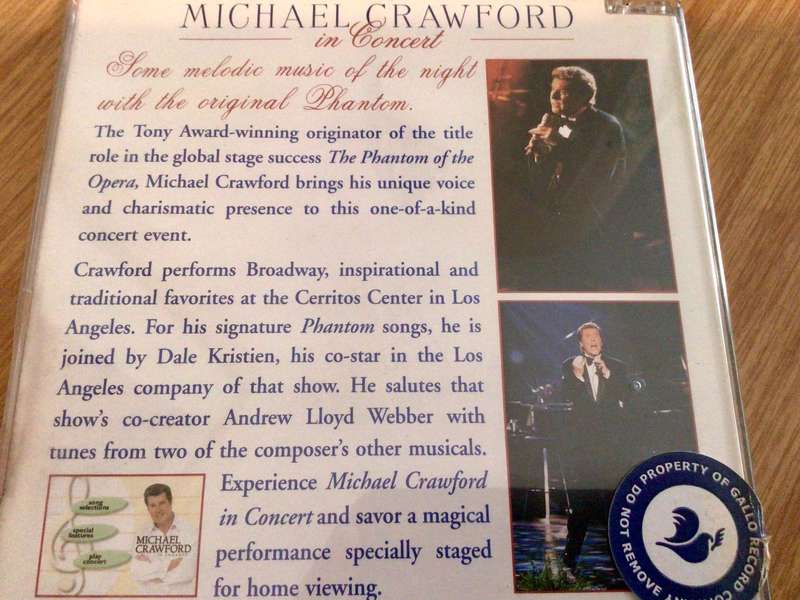 MICHAEL CRAWFORD
in Concert
Some melodic music of the night
with the original Phantom.
The Tony Award-winning originator of the title
role in the global stage success The Phantom of the
Opera, Michael Crawford brings his unique voice
and charismatic presence to this one-of-a-kind
concert event.
Crawford performs Broadway, inspirational and
traditional favorites at the Cerritos Center in Los
Angeles. For his signature Phantom songs, he is
joined by Dale Kristien, his co-star in the Los
Angeles company of that show. He salutes that
show's co-creator Andrew Lloyd Webber with
tunes from two of the composer's other musicals.
Experience Michael Crawford
in Concert and savor a magical
performance specially staged
for home viewing.
song
selections
special
features
play
concert
MICHAEL
CRAWFORD
PROPERTY OF GALLO RECORD
DO NOT REMOVE